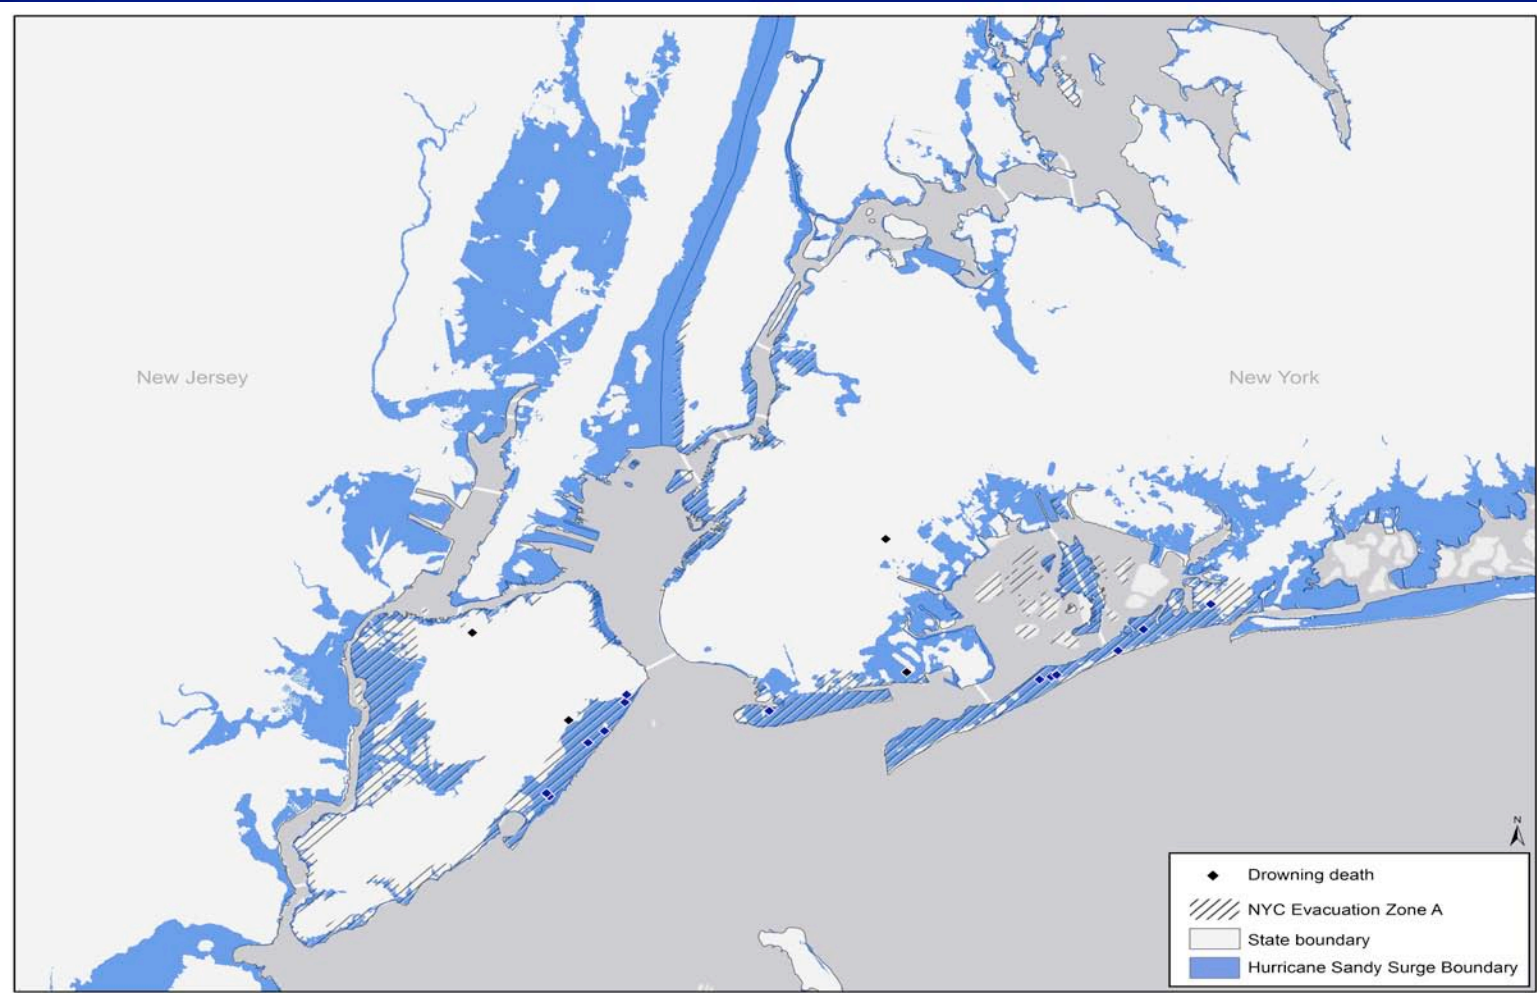 New Jersey
New York
N
Drowning death
NYC Evacuation Zone A
State boundary
Hurricane Sandy Surge Boundary